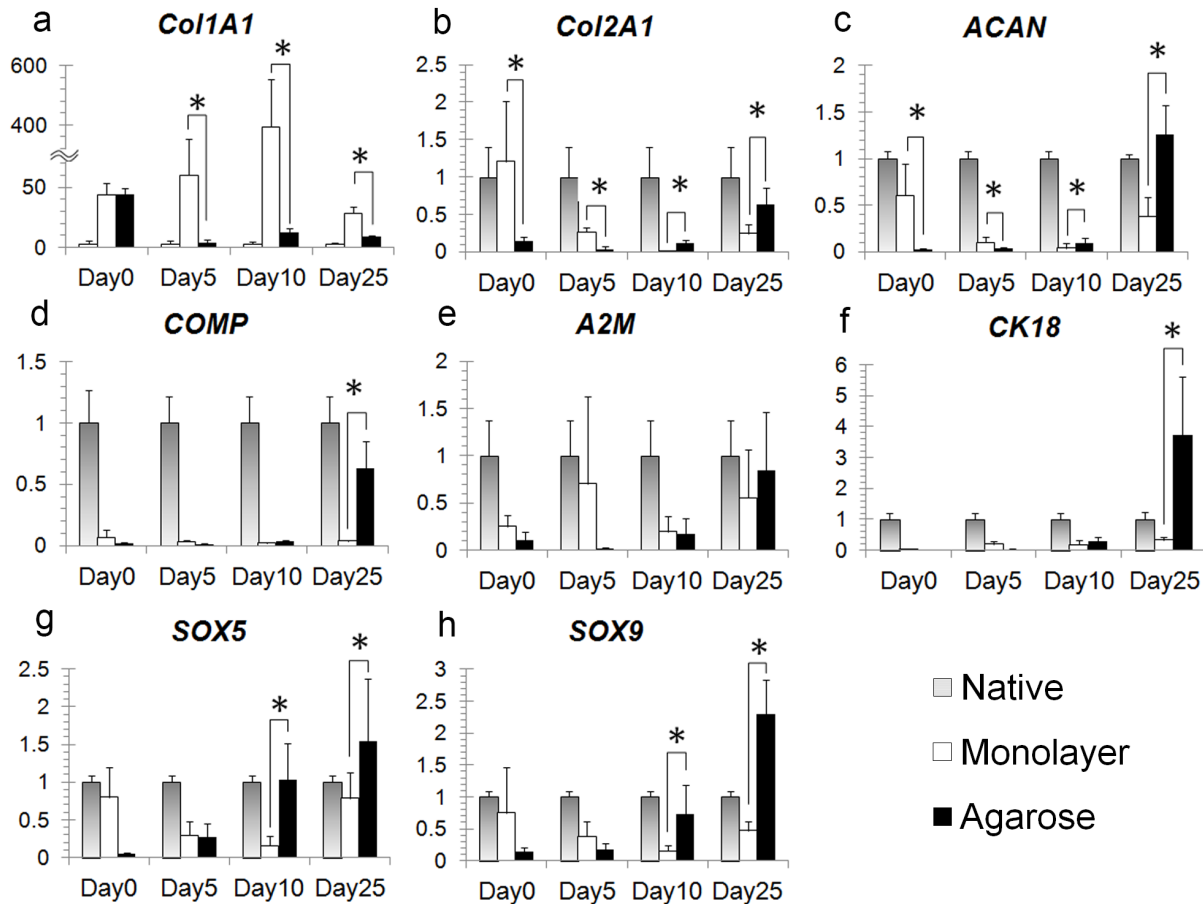 a Col1A1
600
400
50
0
* * *
Day0 Day5 Day10 Day25
b Col2A1
2.5
2
1.5
1
0.5
0
* * * *
Day0 Day5 Day10 Day25
c ACAN
2
1.5
1
0.5
0
* * * *
Day0 Day5 Day10 Day25
d COMP
1.5
1
0.5
0
*
Day0 Day5 Day10 Day25
e A2M
2
1.5
1
0.5
0
Day0 Day5 Day10 Day25
f CK18
6
5
4
3
2
1
0
*
Day0 Day5 Day10 Day25
g SOX5
2.5
2
1.5
1
0.5
0
* *
Day0 Day5 Day10 Day25
h SOX9
3
2.5
2
1.5
1
0.5
0
* *
Day0 Day5 Day10 Day25
Native
Monolayer
Agarose